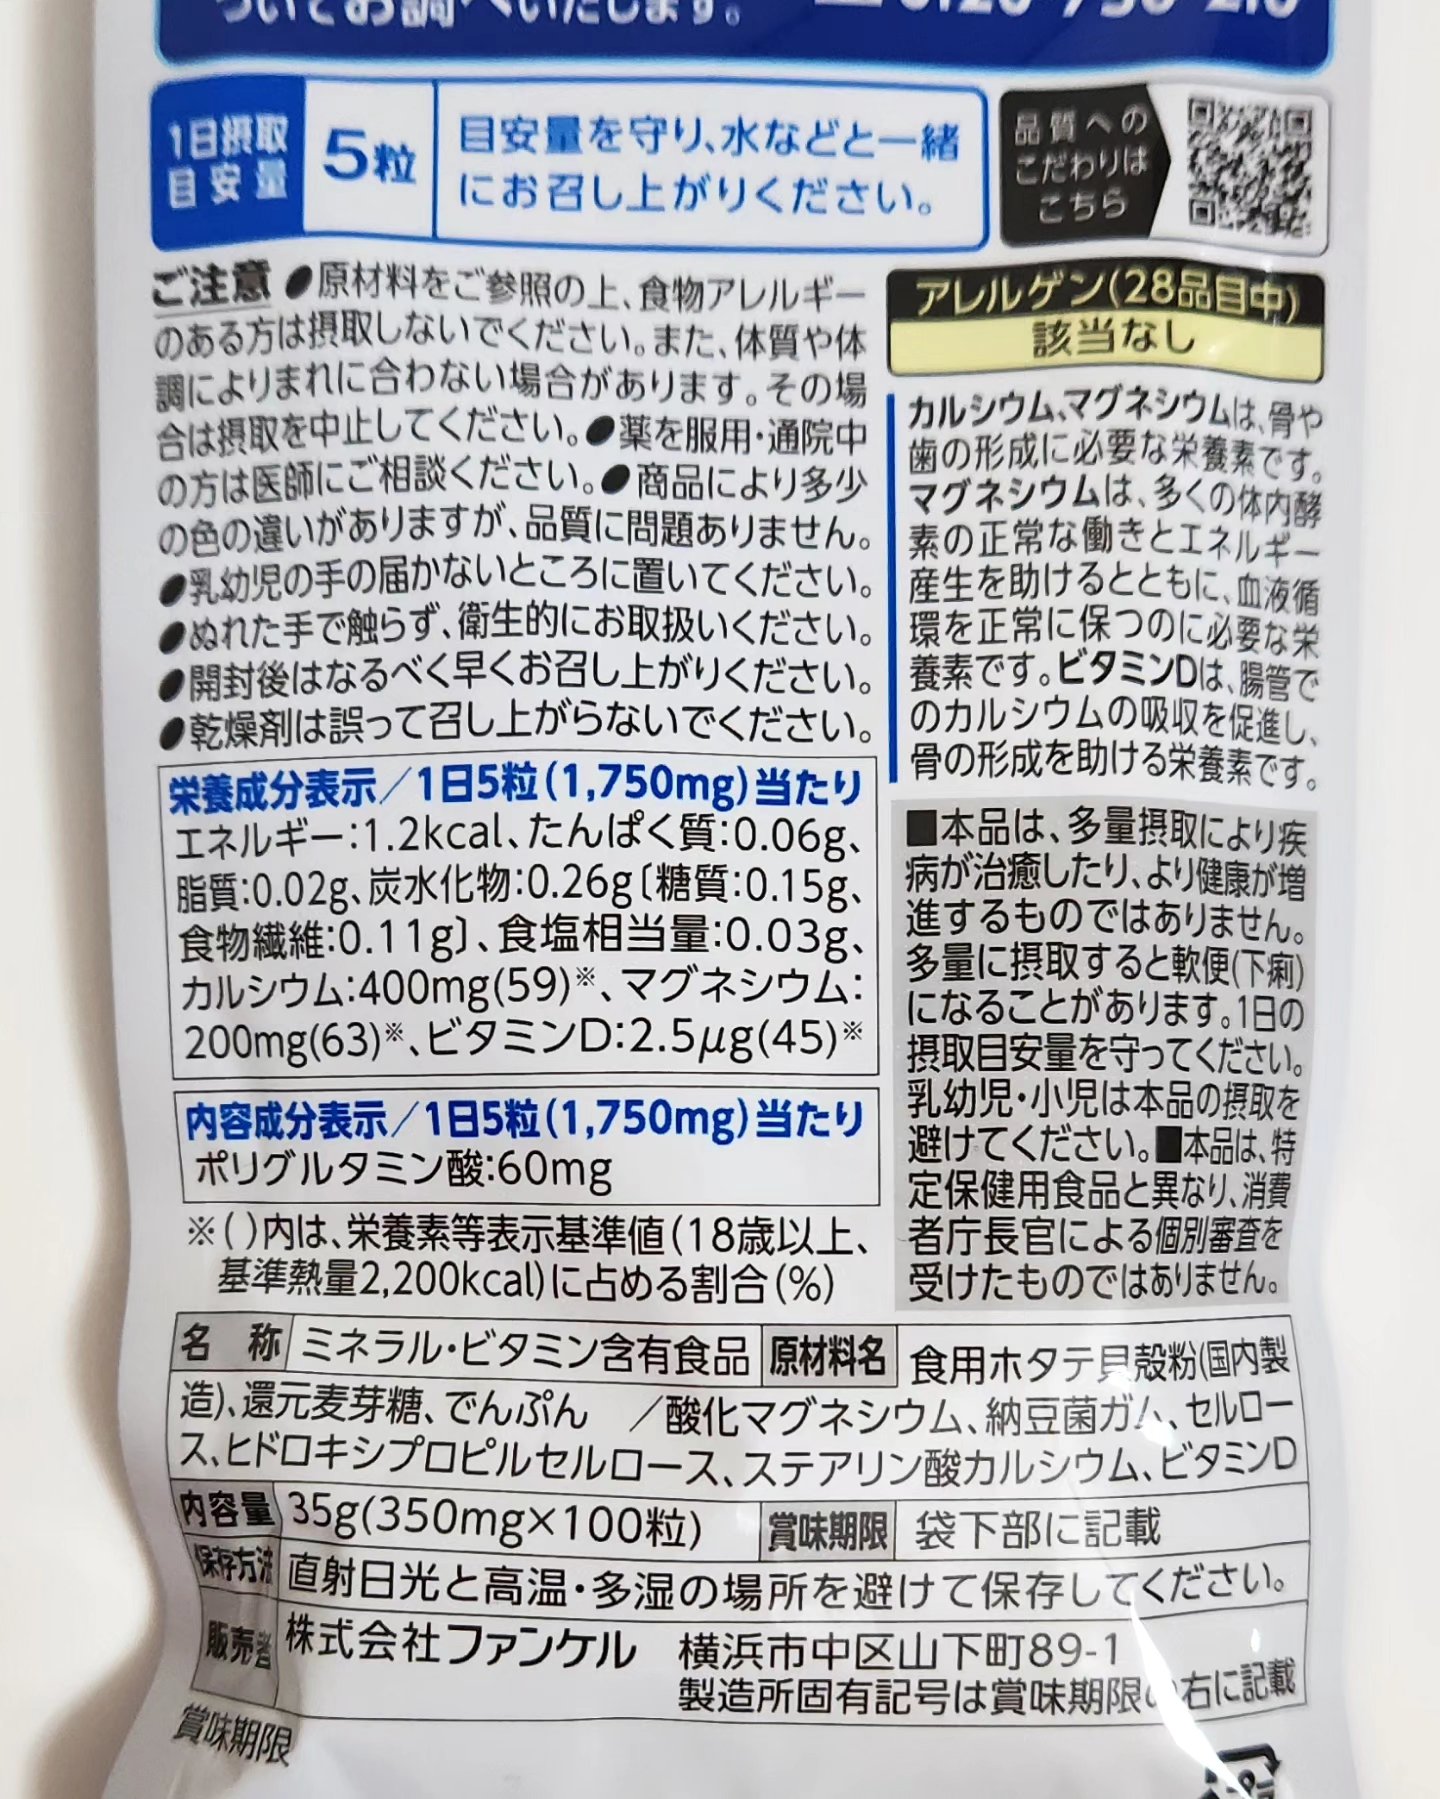 ついてお調べいたします。
1日摂取
目安量
5粒
目安量を守り、水などと一緒
にお召し上がりください。
品質への
こだわりは
こちら
ご注意 ●原材料をご参照の上、食物アレルギー
のある方は摂取しないでください。また、体質や体
調によりまれに合わない場合があります。その場
合は摂取を中止してください。●薬を服用・通院中
の方は医師にご相談ください。●商品により多少
の色の違いがありますが、品質に問題ありません。
●乳幼児の手の届かないところに置いてください。
●ぬれた手で触らず、衛生的にお取扱いください。
●開封後はなるべく早くお召し上がりください。
●乾燥剤は誤って召し上がらないでください。
アレルゲン(28品目中)
該当なし
カルシウム、マグネシウムは、骨や
歯の形成に必要な栄養素です。
マグネシウムは、多くの体内酵
素の正常な働きとエネルギー
産生を助けるとともに、血液循
環を正常に保つのに必要な栄
養素です。ビタミンDは、腸管で
のカルシウムの吸収を促進し、
骨の形成を助ける栄養素です。
栄養成分表示/1日5粒(1,750mg)当たり
エネルギー:1.2kcal、たんぱく質:0.06g、
脂質:0.02g、炭水化物:0.26g〔糖質:0.15g、
食物繊維:0.11g〕、食塩相当量:0.03g、
カルシウム:400mg(59)※、マグネシウム:
200mg(63)※、ビタミンD:2.5μg(45)※
内容成分表示/1日5粒(1,750mg)当たり
ポリグルタミン酸:60mg
※( )内は、栄養素等表示基準値(18歳以上、
基準熱量2,200kcal)に占める割合(%)
■本品は、多量摂取により疾
病が治癒したり、より健康が増
進するものではありません。
多量に摂取すると軟便(下痢)
になることがあります。1日の
摂取目安量を守ってください。
乳幼児・小児は本品の摂取を
避けてください。■本品は、特
定保健用食品と異なり、消費
者庁長官による個別審査を
受けたものではありません。
名 称 ミネラル・ビタミン含有食品 原材料名 食用ホタテ貝殻粉(国内製
造)、還元麦芽糖、でんぷん /酸化マグネシウム、納豆菌ガム、セルロー
ス、ヒドロキシプロピルセルロース、ステアリン酸カルシウム、ビタミンD
内容量 35g(350mg×100粒) 賞味期限 袋下部に記載
保存方法 直射日光と高温・多湿の場所を避けて保存してください。
販売者 株式会社ファンケル 横浜市中区山下町89-1
製造所固有記号は賞味期限の右に記載
賞味期限